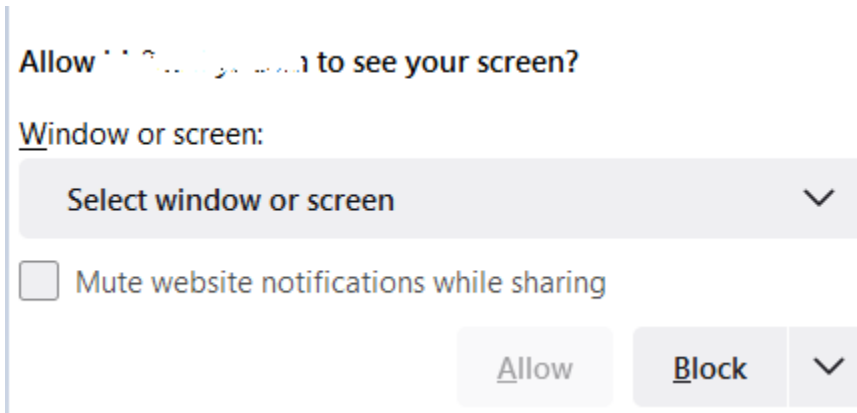 Allow to see your screen?
Window or screen:
Select window or screen
Mute website notifications while sharing
Allow
Block